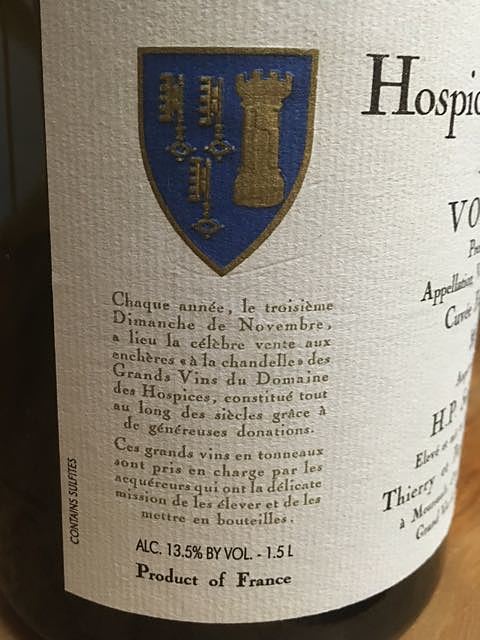 Chaque année, le troisième
Dimanche de Novembre,
a lieu la célèbre vente aux
enchères «à la chandelle» des
Grands Vins du Domaine
des Hospices, constitué tout
au long des siècles grâce à
de généreuses donations.
Ces grands vins en tonneaux
sont pris en charge par les
acquéreurs qui ont la délicate
mission de les élever et de les
mettre en bouteilles.
CONTAINS SULFITES
ALC. 13.5% BY VOL. - 1.5 L
Product of France
Hospic
VO
Appellation
Cuvée
H.P.
Elevé et
Thierry
à
Grand